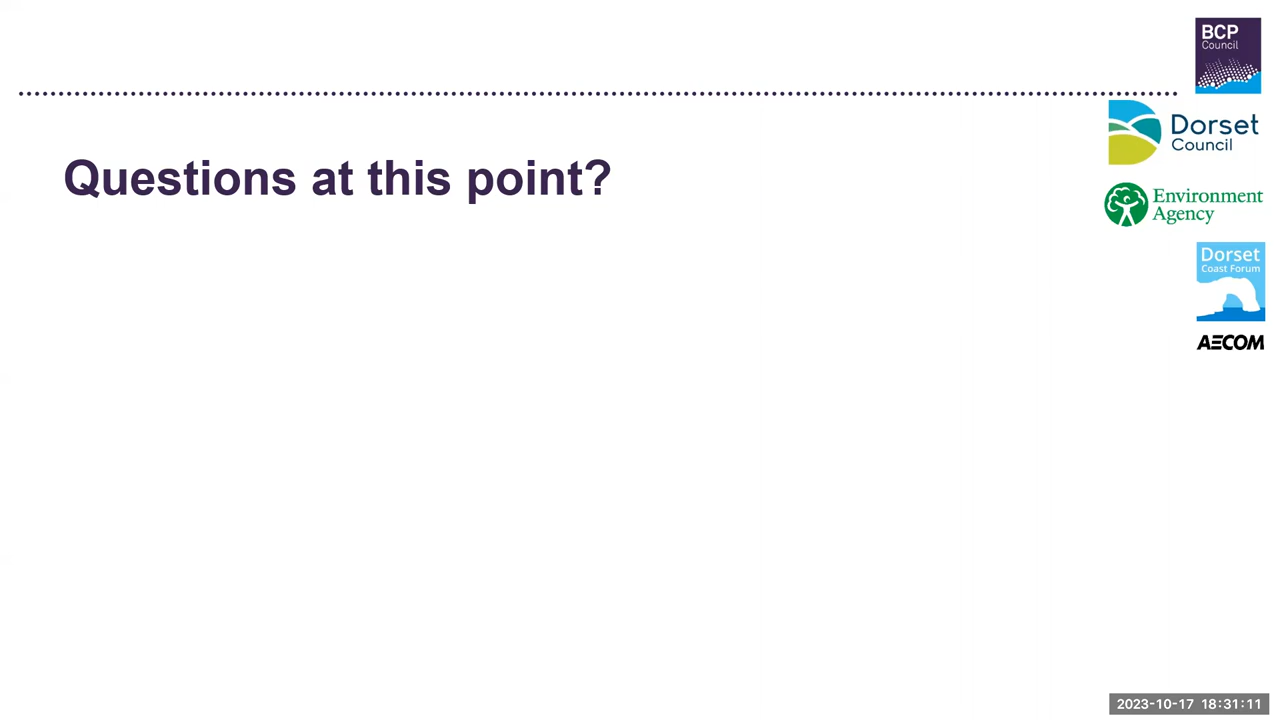 BCP
Council
Dorset
Council
Questions at this point?
Environment
Agency
Dorset
Coast Forum
AECOM
2023-10-17 18:31:11